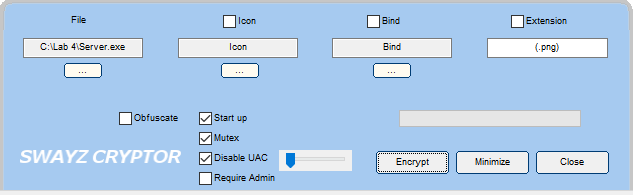 File Icon Bind Extension
C:\Lab 4\Server.exe Icon Bind (.png)
... ... ...
Obfuscate Start up
Mutex
SWAYZ CRYPTOR Disable UAC Encrypt Minimize Close
Require Admin